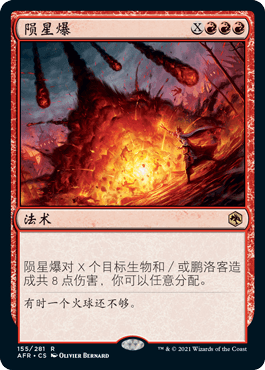 陨星爆 X
法术
陨星爆对 X 个目标生物和／或鹏洛客造
成共 8 点伤害，你可以任意分配。
有时一个火球还不够。
155/281 R
AFR • CS OLIVIER BERNARD
™ & © 2021 Wizards of the Coast